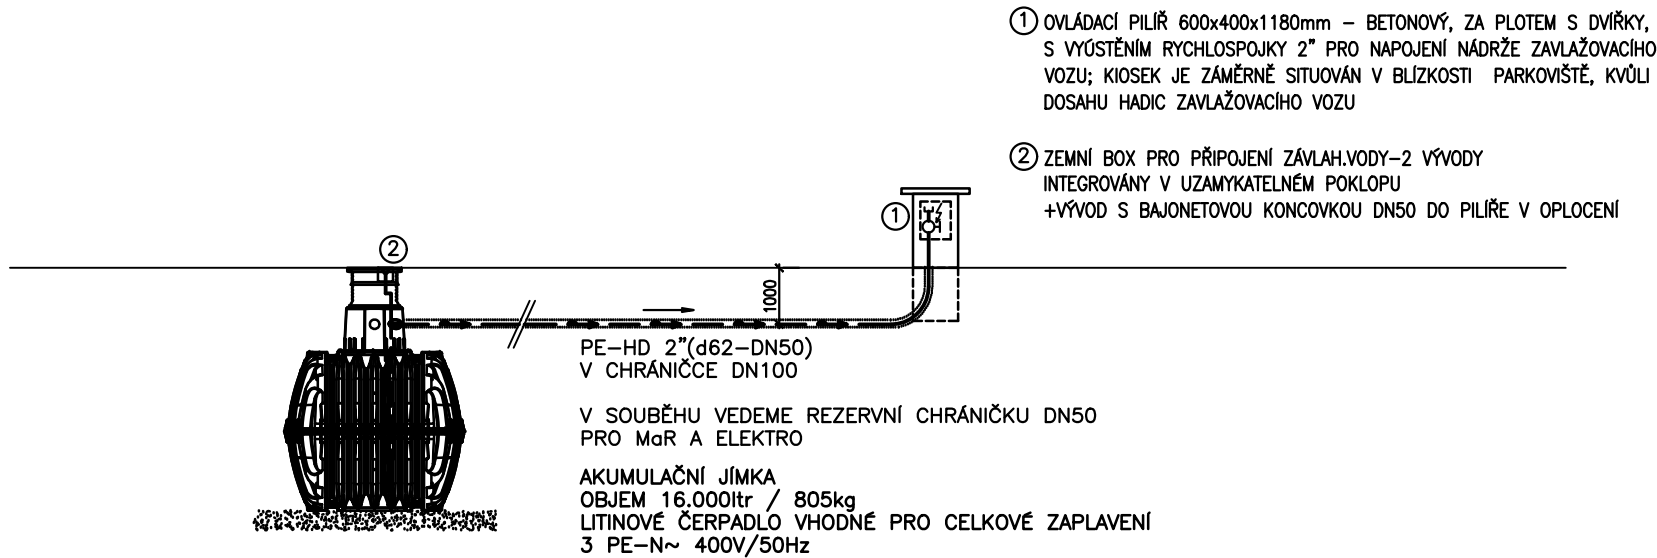 ① OVLÁDACÍ PILÍŘ 600x400x1180mm – BETONOVÝ, ZA PLOTEM S DVÍŘKY,
S VYÚSTĚNÍM RYCHLOSPOJKY 2" PRO NAPOJENÍ NÁDRŽE ZAVLAŽOVACÍHO
VOZU; KIOSEK JE ZÁMĚRNĚ SITUOVÁN V BLÍZKOSTI PARKOVIŠTĚ, KVŮLI
DOSAHU HADIC ZAVLAŽOVACÍHO VOZU
② ZEMNÍ BOX PRO PŘIPOJENÍ ZÁVLAH.VODY–2 VÝVODY
INTEGROVÁNY V UZAMYKATELNÉM POKLOPU
+VÝVOD S BAJONETOVOU KONCOVKOU DN50 DO PILÍŘE V OPLOCENÍ
①
②
1000
PE–HD 2"(d62–DN50)
V CHRÁNIČCE DN100
V SOUBĚHU VEDEME REZERVNÍ CHRÁNIČKU DN50
PRO MaR A ELEKTRO
AKUMULAČNÍ JÍMKA
OBJEM 16.000ltr / 805kg
LITINOVÉ ČERPADLO VHODNÉ PRO CELKOVÉ ZAPLAVENÍ
3 PE–N~ 400V/50Hz